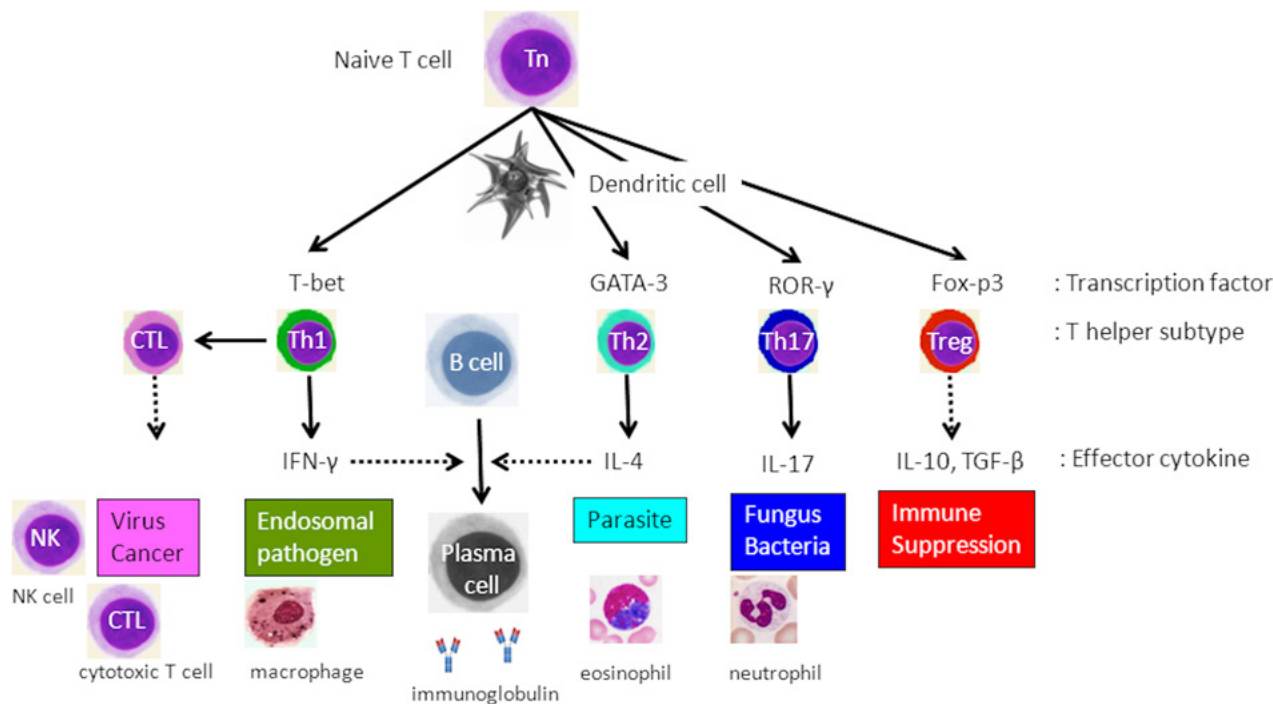 Naive T cell
Tn
Dendritic cell
T-bet
GATA-3
ROR-γ
Fox-p3
: Transcription factor
CTL
Th1
B cell
Th2
Th17
Treg
: T helper subtype
IFN-γ
IL-4
IL-17
IL-10, TGF-β
: Effector cytokine
NK
NK cell
Virus
Cancer
Endosomal
pathogen
Plasma
cell
Parasite
Fungus
Bacteria
Immune
Suppression
CTL
cytotoxic T cell
macrophage
immunoglobulin
eosinophil
neutrophil